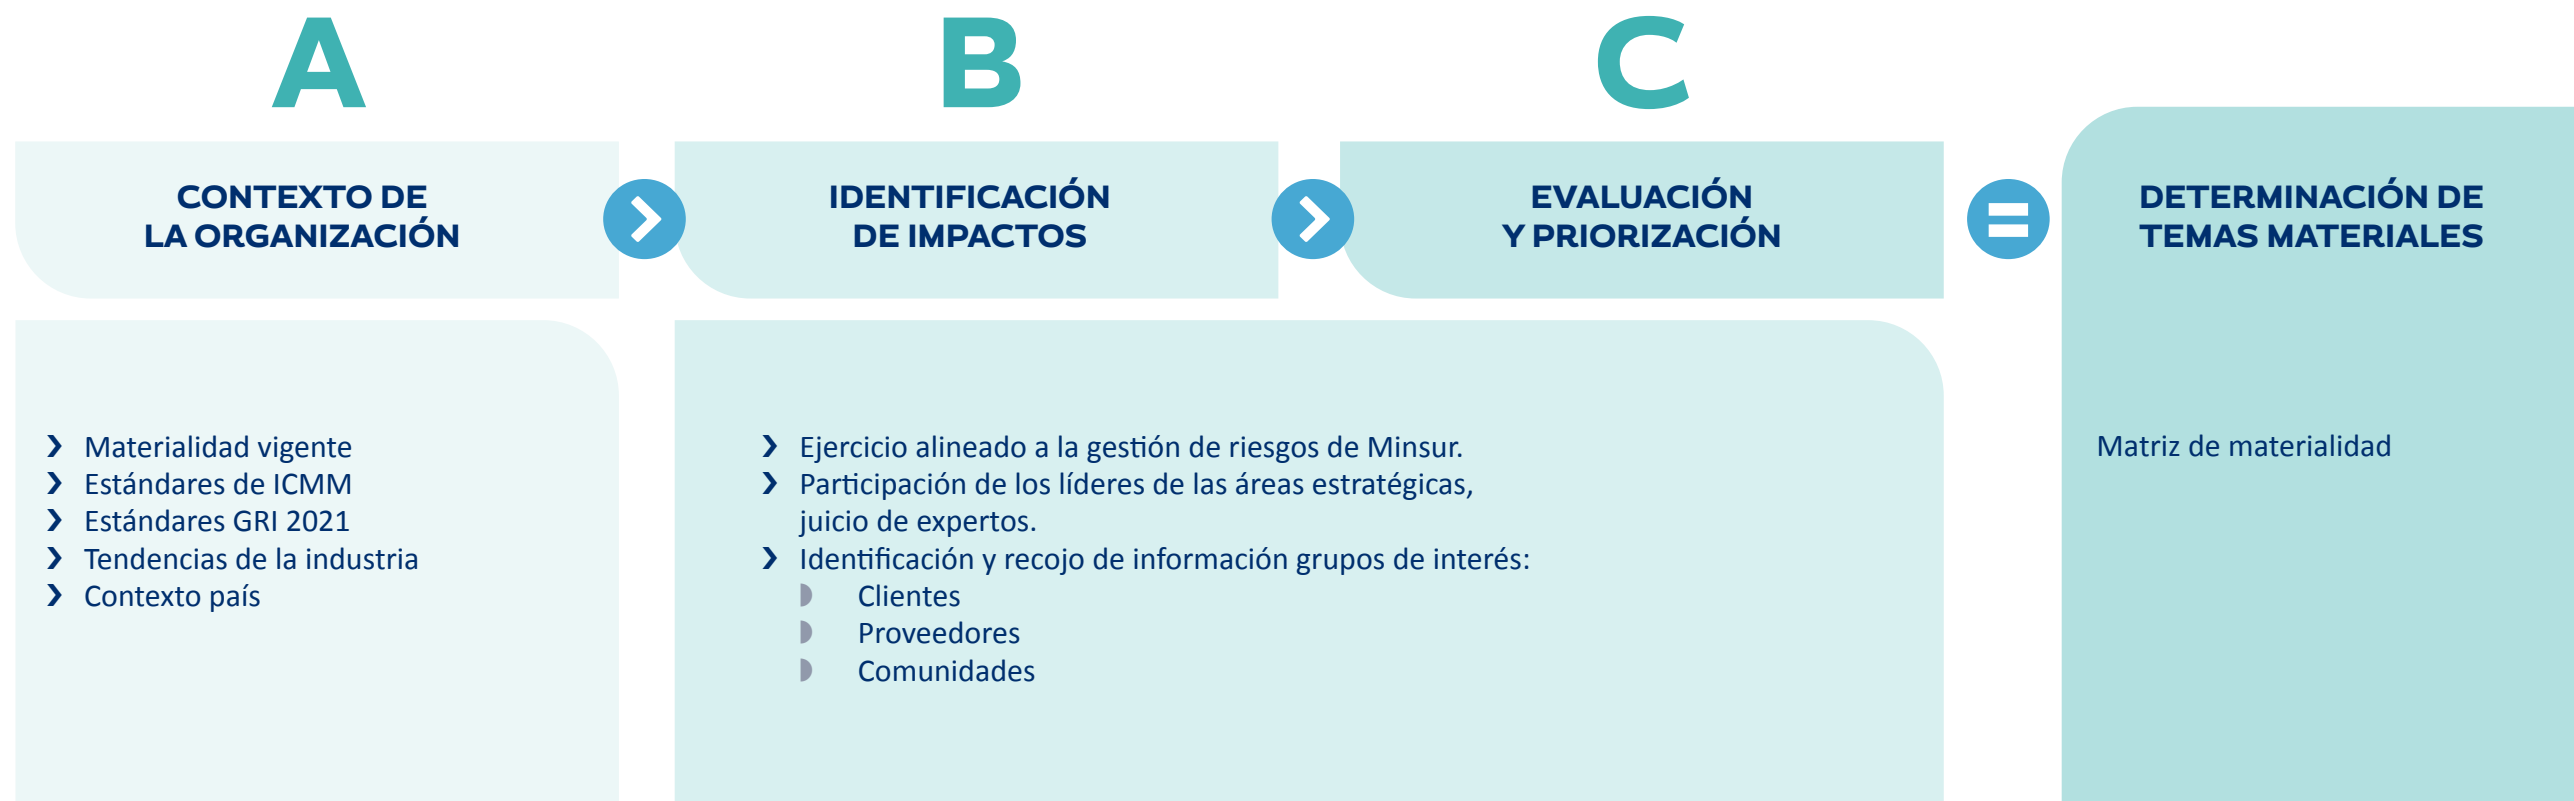 A
CONTEXTO DE
LA ORGANIZACIÓN
› Materialidad vigente
› Estándares de ICMM
› Estándares GRI 2021
› Tendencias de la industria
› Contexto país
B
IDENTIFICACIÓN
DE IMPACTOS
C
EVALUACIÓN
Y PRIORIZACIÓN
› Ejercicio alineado a la gestión de riesgos de Minsur.
› Participación de los líderes de las áreas estratégicas,
juicio de expertos.
› Identificación y recojo de información grupos de interés:
Clientes
Proveedores
Comunidades
=
DETERMINACIÓN DE
TEMAS MATERIALES
Matriz de materialidad